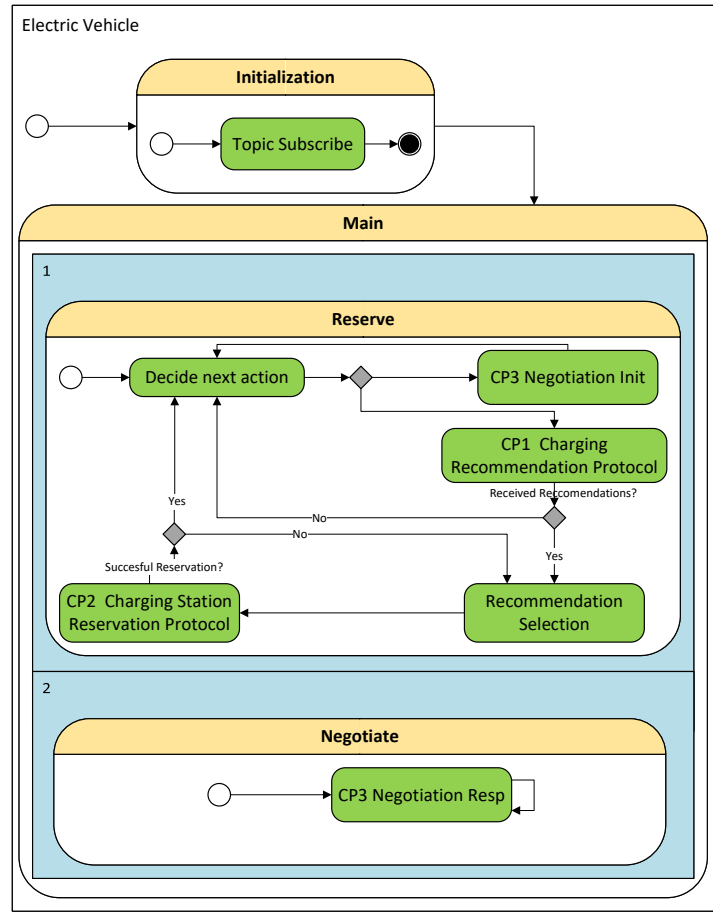 Electric Vehicle
Initialization
Topic Subscribe
Main
1
Reserve
Decide next action
CP3 Negotiation Init
CP1 Charging
Recommendation Protocol
Received Reccomendations?
No
Yes
Yes
No
Succesful Reservation?
CP2 Charging Station
Reservation Protocol
Recommendation
Selection
2
Negotiate
CP3 Negotiation Resp